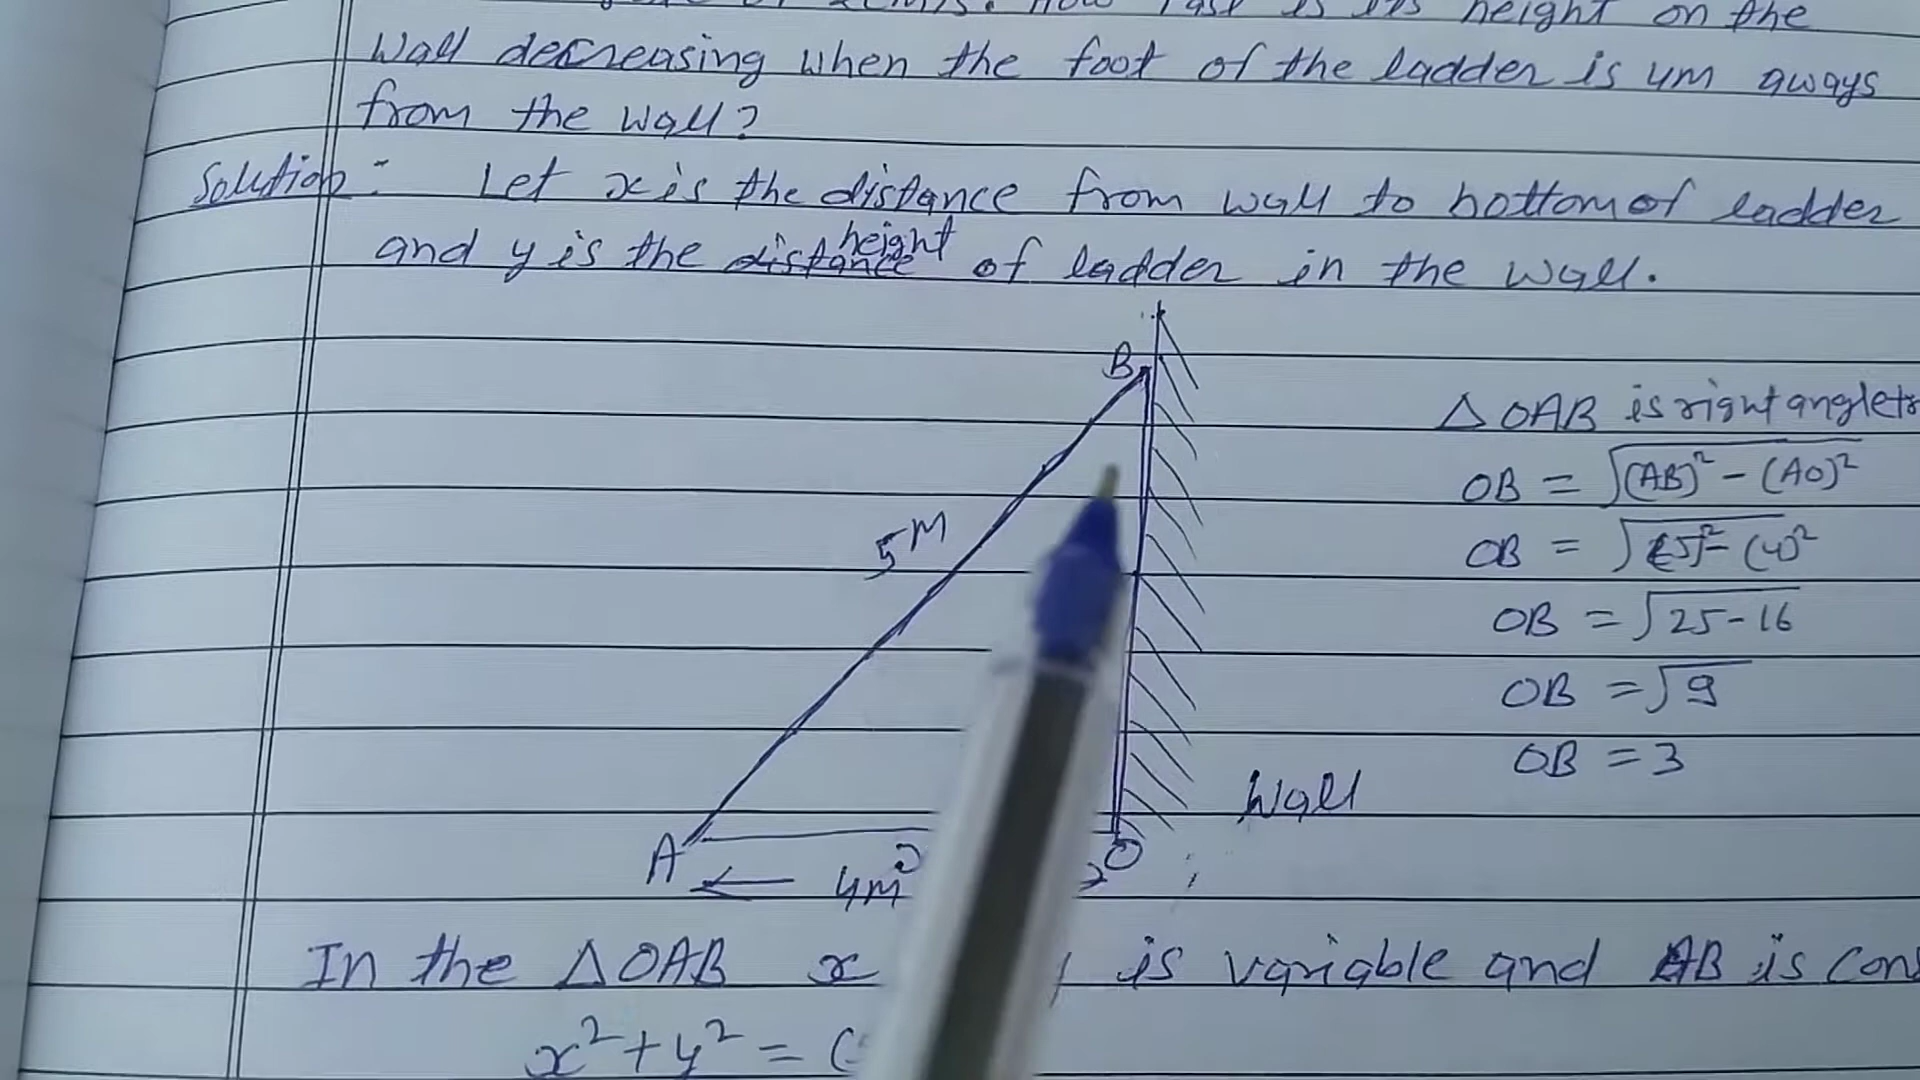 height on the
Wall decreasing when the foot of the ladder is 4m aways
from the wall?
Solution:- Let x is the distance from wall to bottom of ladder
and y is the height of ladder in the wall.
B
△OAB is right angle
OB = √(AB)² - (AO)²
5M
OB = √(5)² - (4)²
OB = √25-16
OB = √9
OB = 3
Wall
A
O
4m
In the △OAB x is variable and AB is cons
x² + y² = (